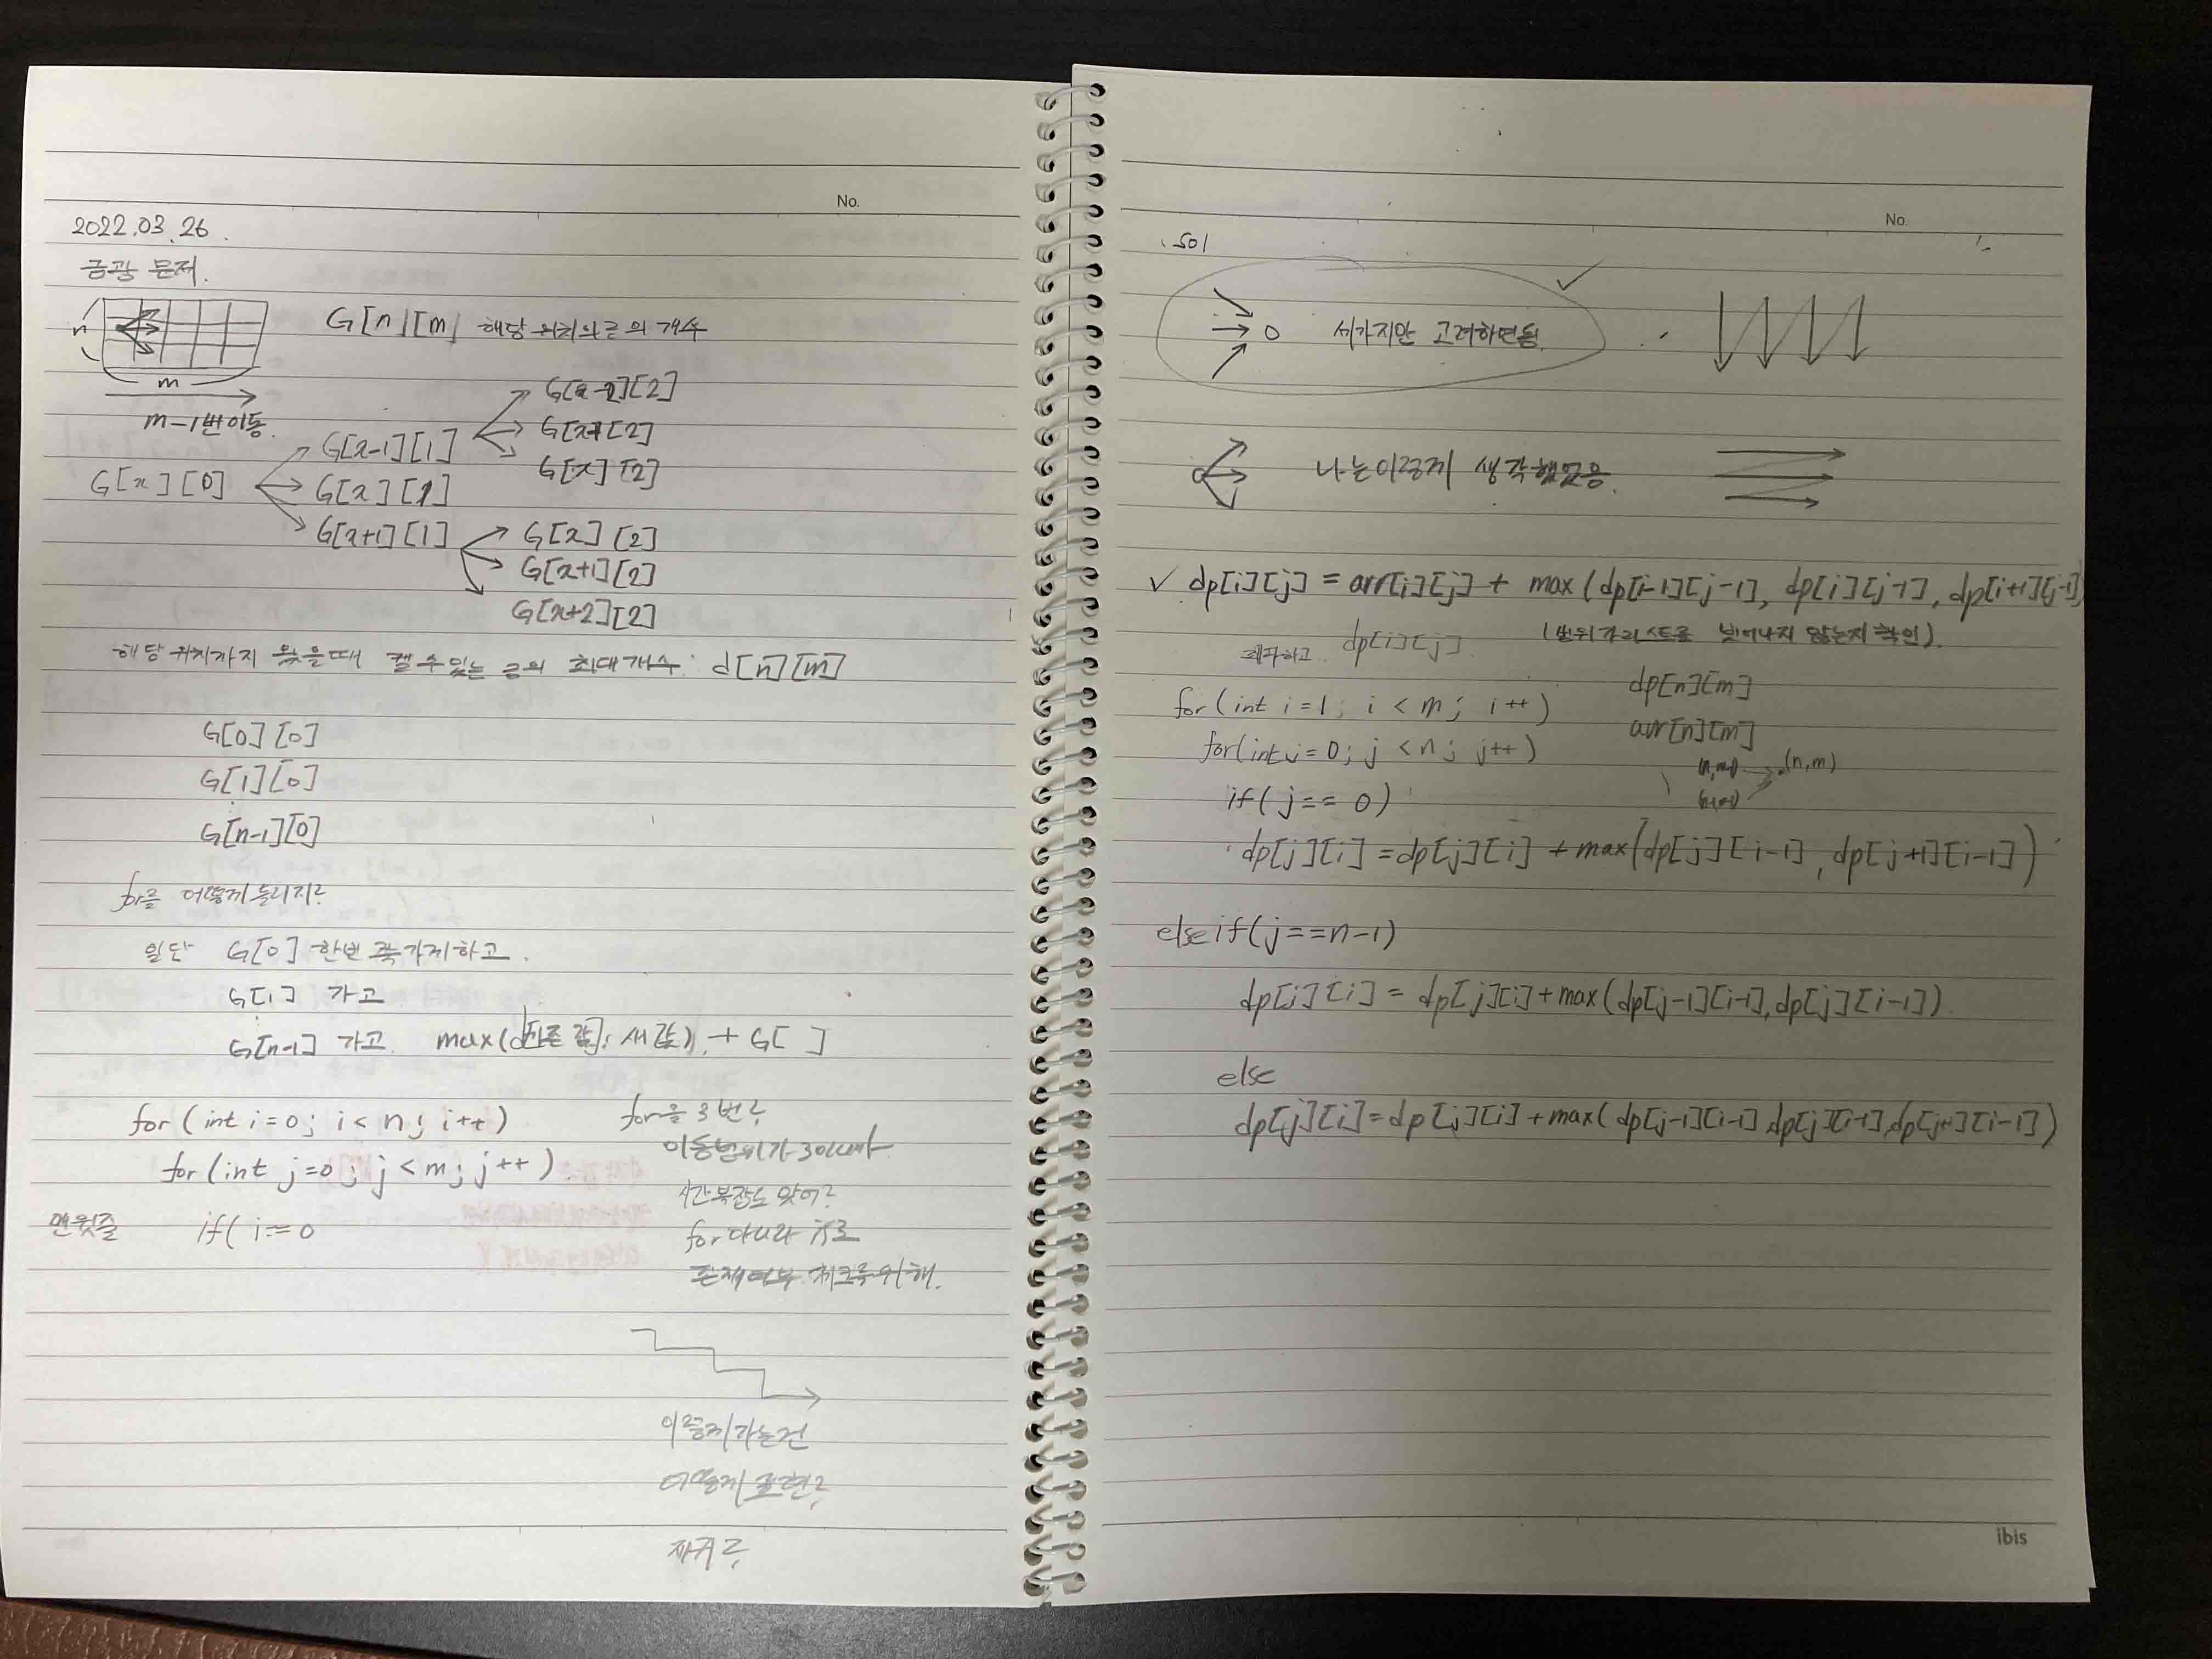 No.
2022.03.26.
금광 문제.
n
m
G[n][m] 해당 위치의 금의 개수
m-1번 이동.
G[x][0]
G[x-1][1]
G[x][1]
G[x+1][1]
G[x-2][2]
G[x-1][2]
G[x][2]
G[x][2]
G[x+1][2]
G[x+2][2]
해당 위치까지 왔을때 캘 수 있는 금의 최대 개수: d[n][m]
G[0][0]
G[1][0]
G[n-1][0]
for를 어떻게 돌리지?
일단 G[0] 한번 쭉 가게하고.
G[1] 가고
G[n-1] 가고. max(d[기존 값], 새 값) + G[ ]
for(int i=0; i<n; i++)
for(int j=0; j<m; j++)
맨윗줄 if( i==0
for를 3번?
이동범위가 3이니까
시간복잡도 맞어?
for 아니라 if로
존재여부 체크를 위해.
이렇게 가는건
어떻게 표현?
재귀?
No.
sol
세가지만 고려하면됨.
나는 이렇게 생각했었음.
✓ dp[i][j] = arr[i][j] + max(dp[i-1][j-1], dp[i][j-1], dp[i+1][j-1])
(범위가 리스트를 벗어나지 않는지 확인).
dp[i][j].
for(int i=1; i<m; i++)
for(int j=0; j<n; j++)
dp[n][m]
arr[n][m]
(n,m)
if( j== 0)
dp[j][i] = dp[j][i] + max(dp[j][i-1], dp[j+1][i-1])
else if(j==n-1)
dp[j][i] = dp[j][i] + max(dp[j-1][i-1], dp[j][i-1]).
else
dp[j][i] = dp[j][i] + max(dp[j-1][i-1], dp[j][i-1], dp[j+1][i-1])
ibis